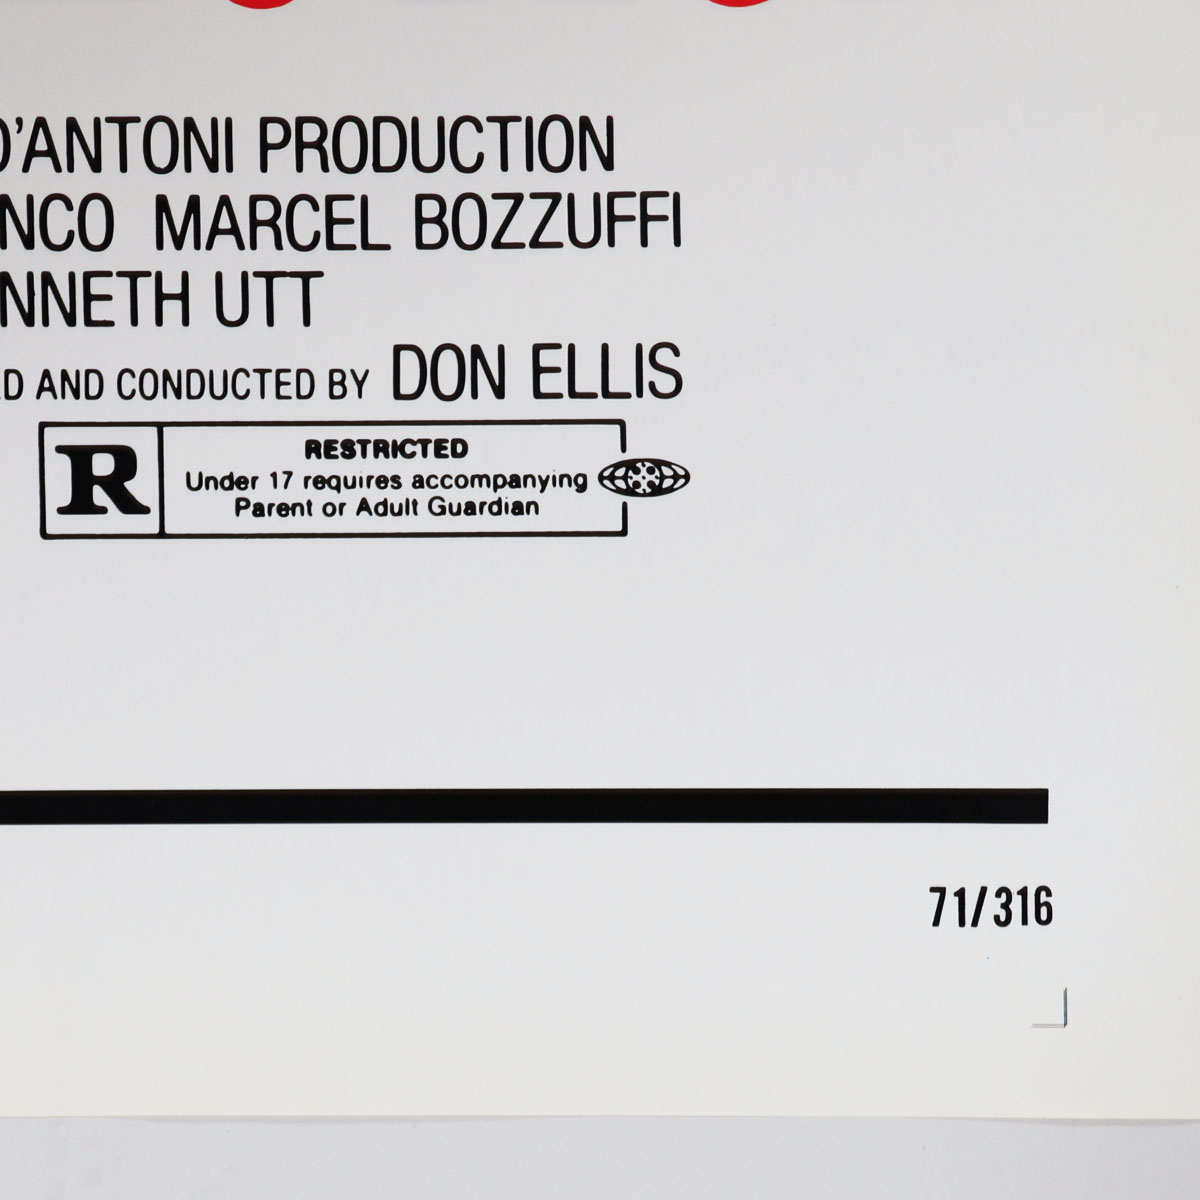 D'ANTONI PRODUCTION
NCO MARCEL BOZZUFFI
NNETH UTT
ED AND CONDUCTED BY DON ELLIS
R
RESTRICTED
Under 17 requires accompanying
Parent or Adult Guardian
71/316